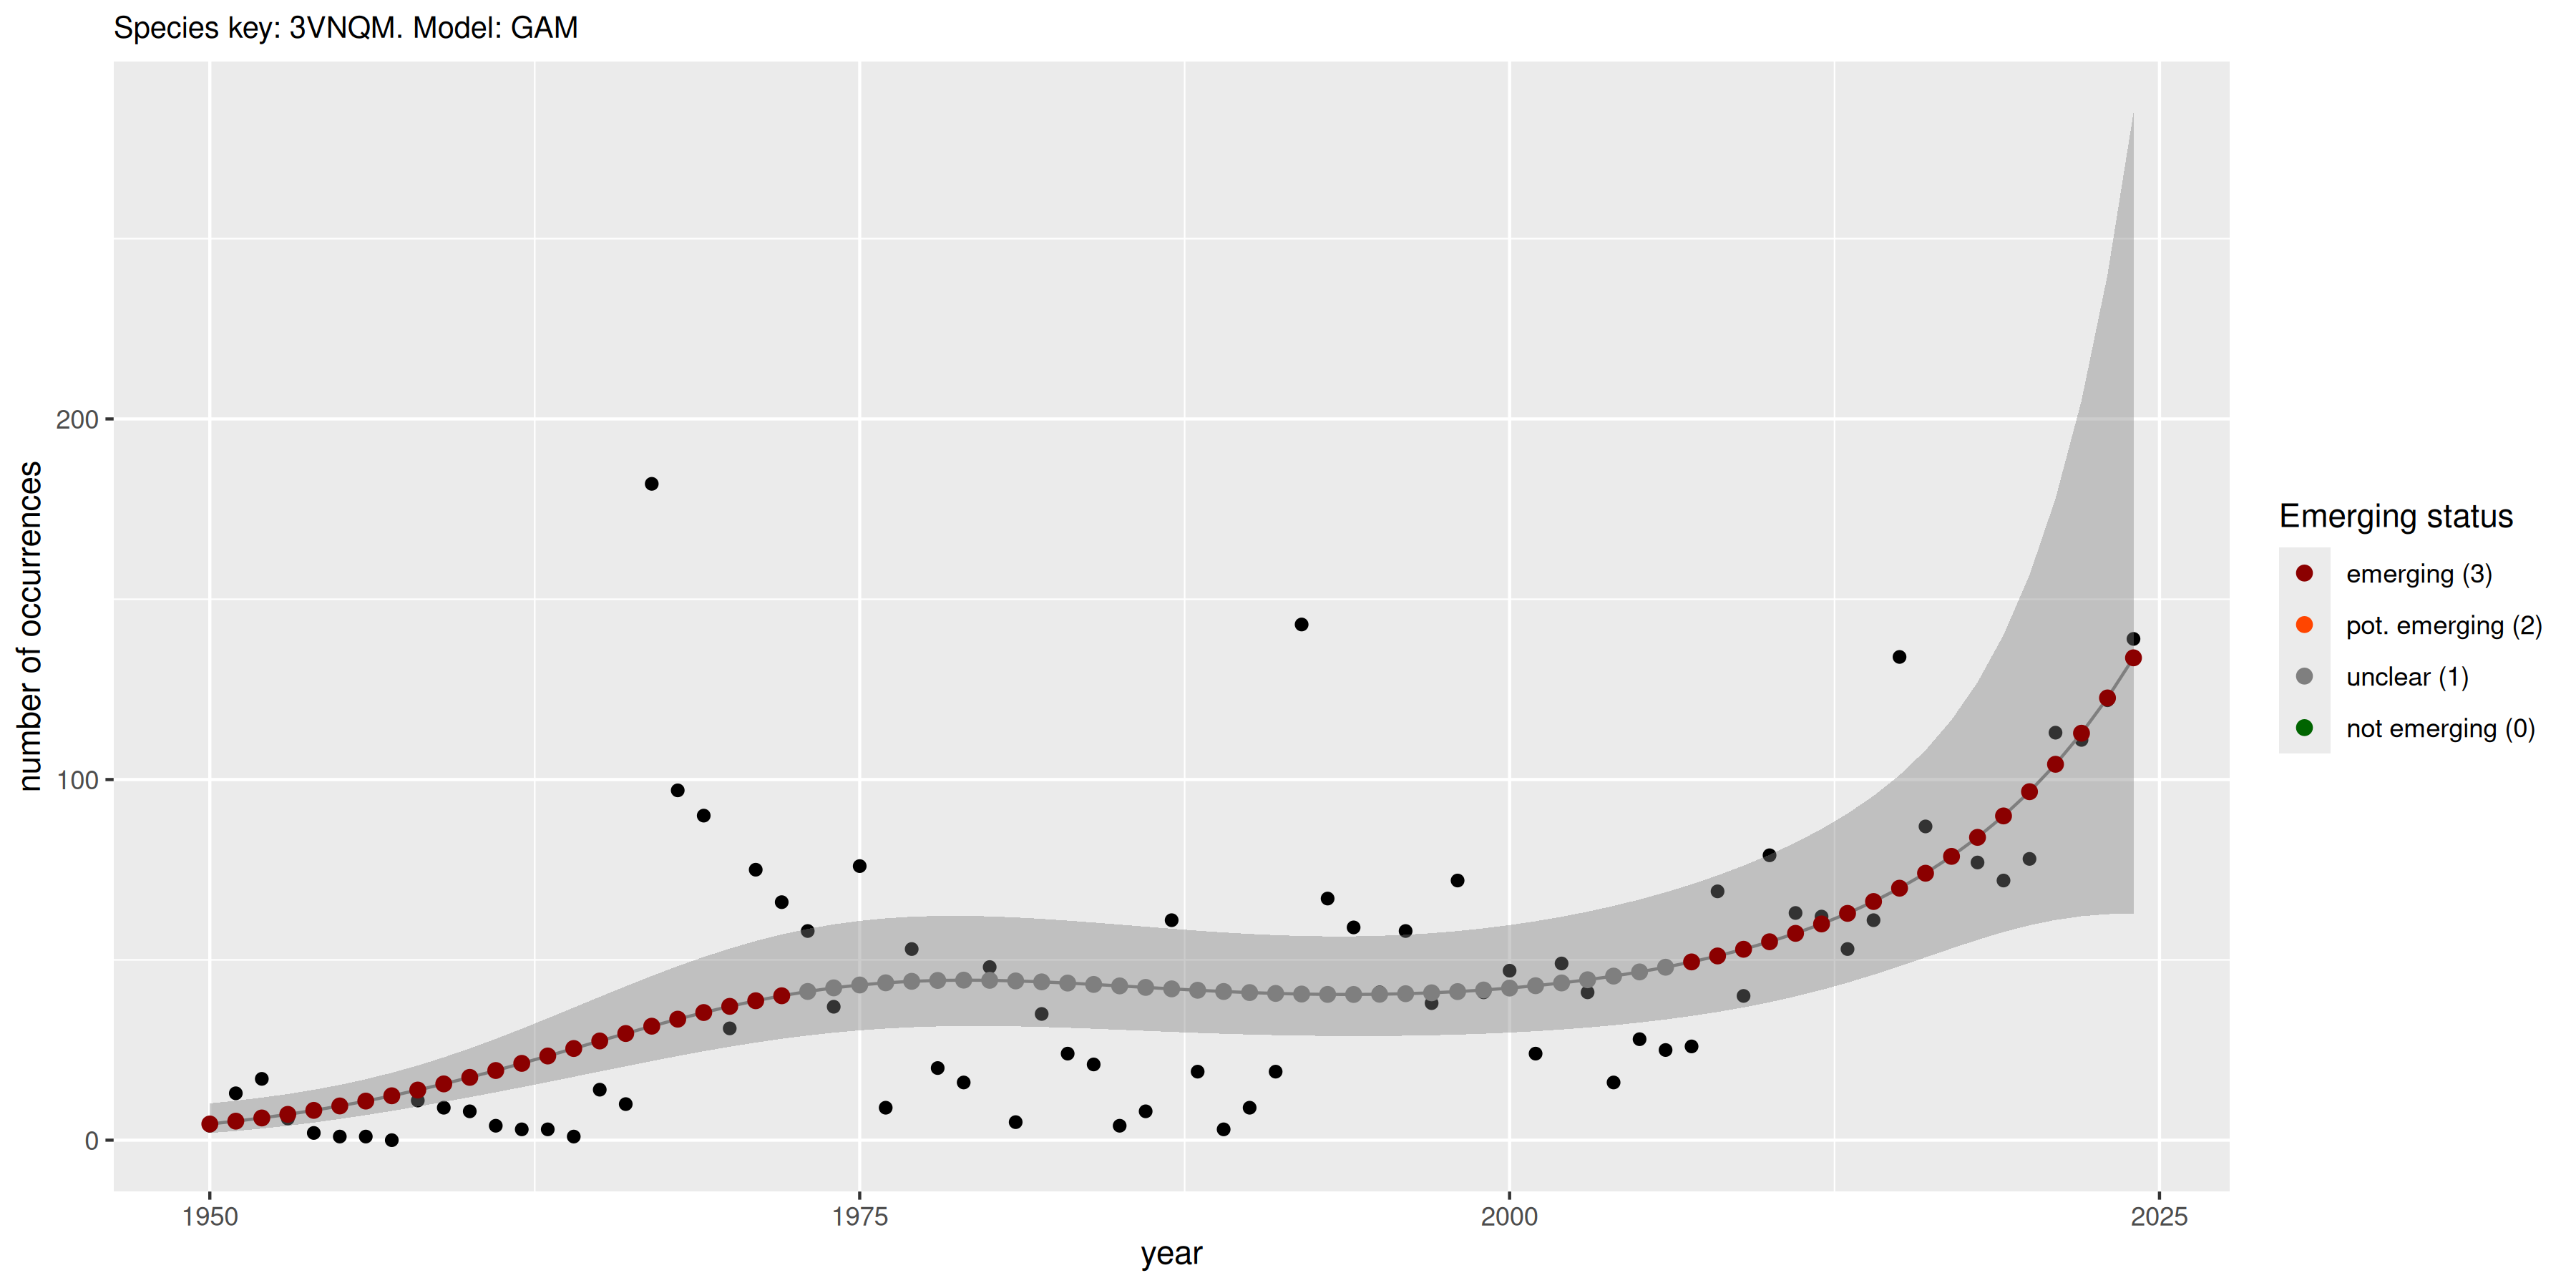 Species key: 3VNQM. Model: GAM
number of occurrences
200
100
0
1950
1975
2000
2025
year
Emerging status
emerging (3)
pot. emerging (2)
unclear (1)
not emerging (0)